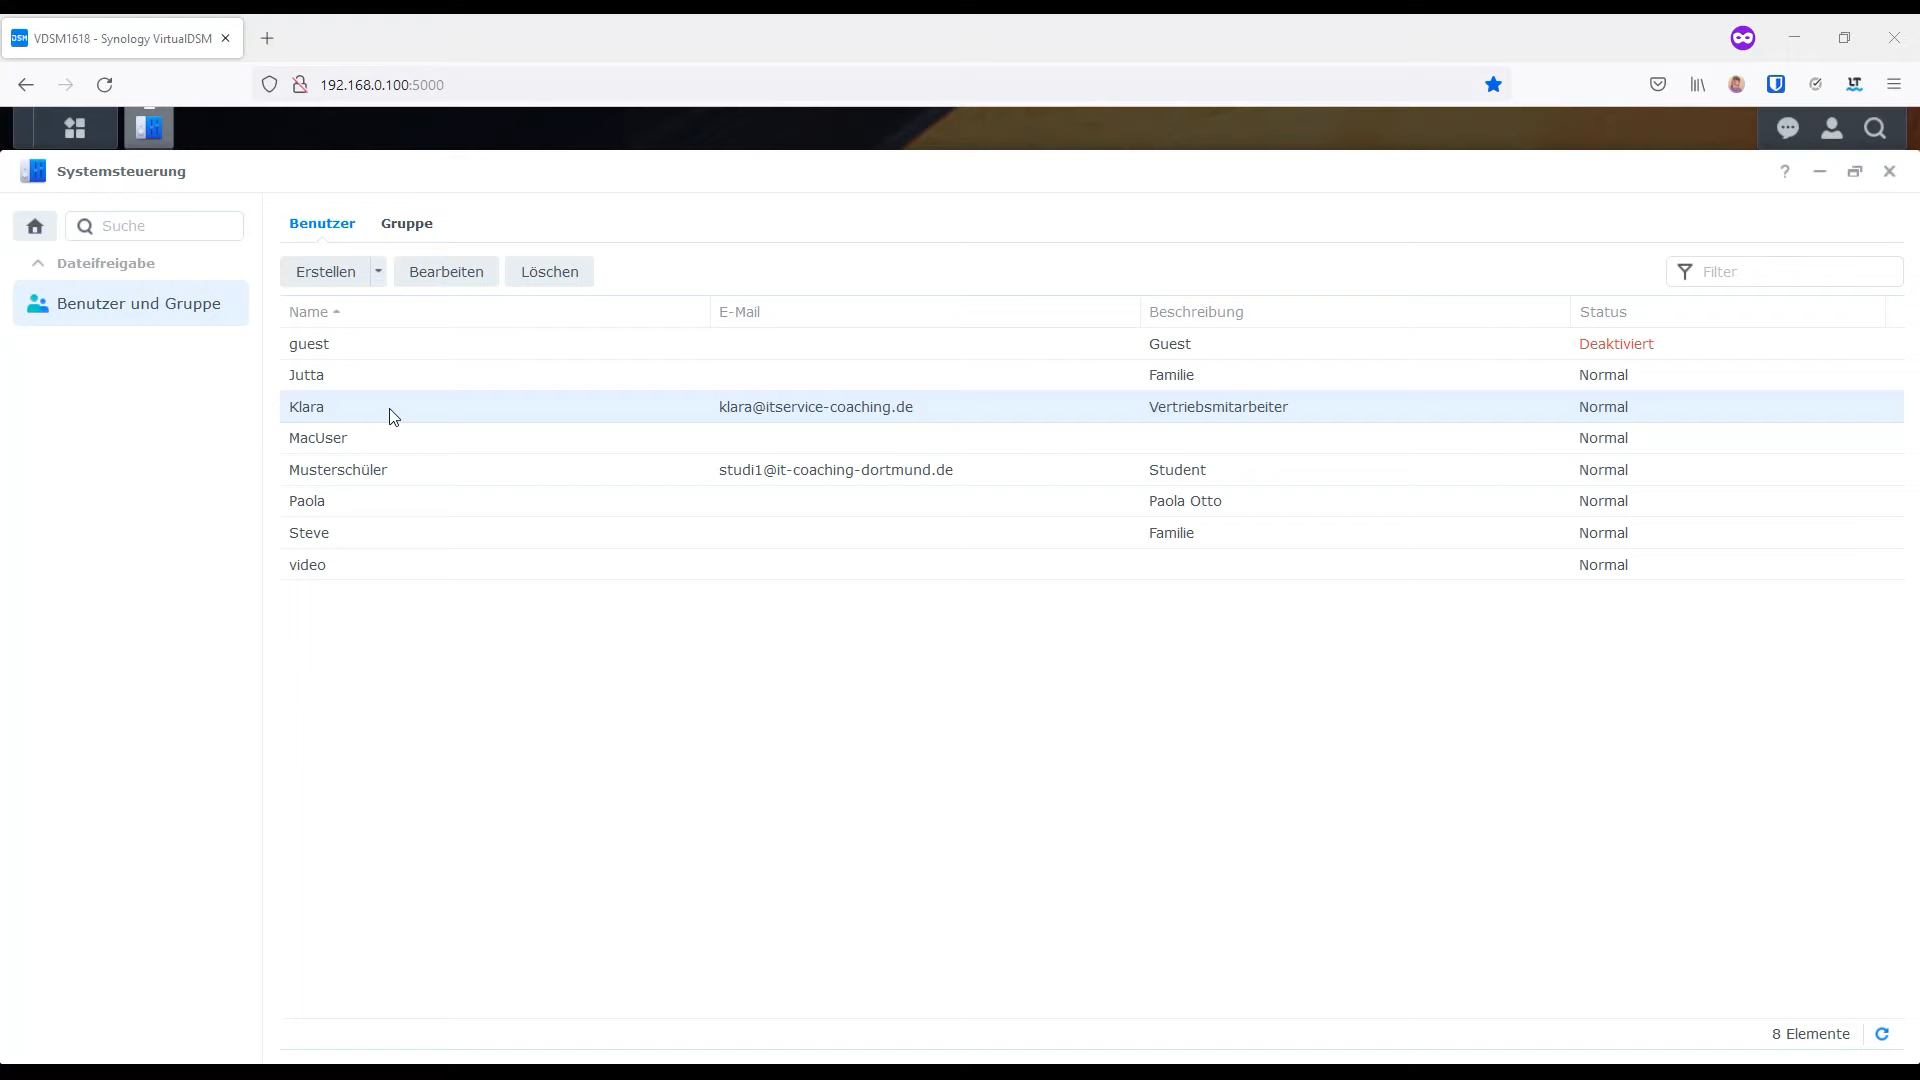 VDSM1618 - Synology VirtualDSM
192.168.0.100:5000
LT
Systemsteuerung
?
Suche
Dateifreigabe
Benutzer und Gruppe
Benutzer Gruppe
Erstellen Bearbeiten Löschen Filter
Name E-Mail Beschreibung Status
guest Guest Deaktiviert
Jutta Familie Normal
Klara klara@itservice-coaching.de Vertriebsmitarbeiter Normal
MacUser Normal
Musterschüler studi1@it-coaching-dortmund.de Student Normal
Paola Paola Otto Normal
Steve Familie Normal
video Normal
8 Elemente